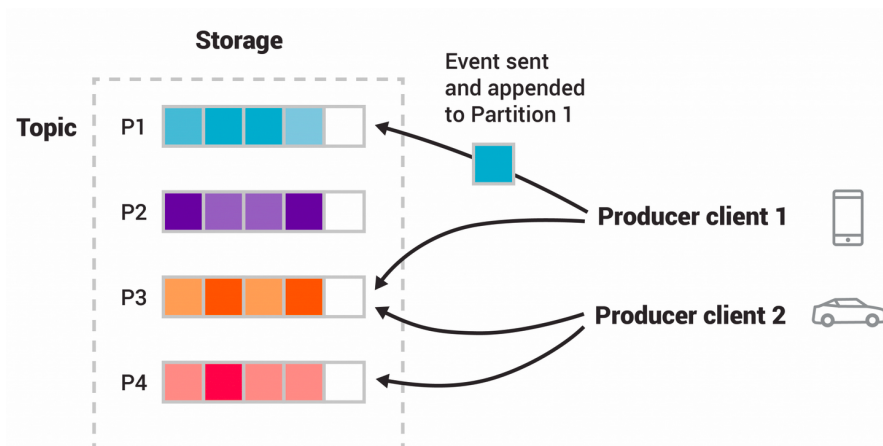 Storage
Event sent
and appended
to Partition 1
Topic
P1
P2
Producer client 1
P3
Producer client 2
P4